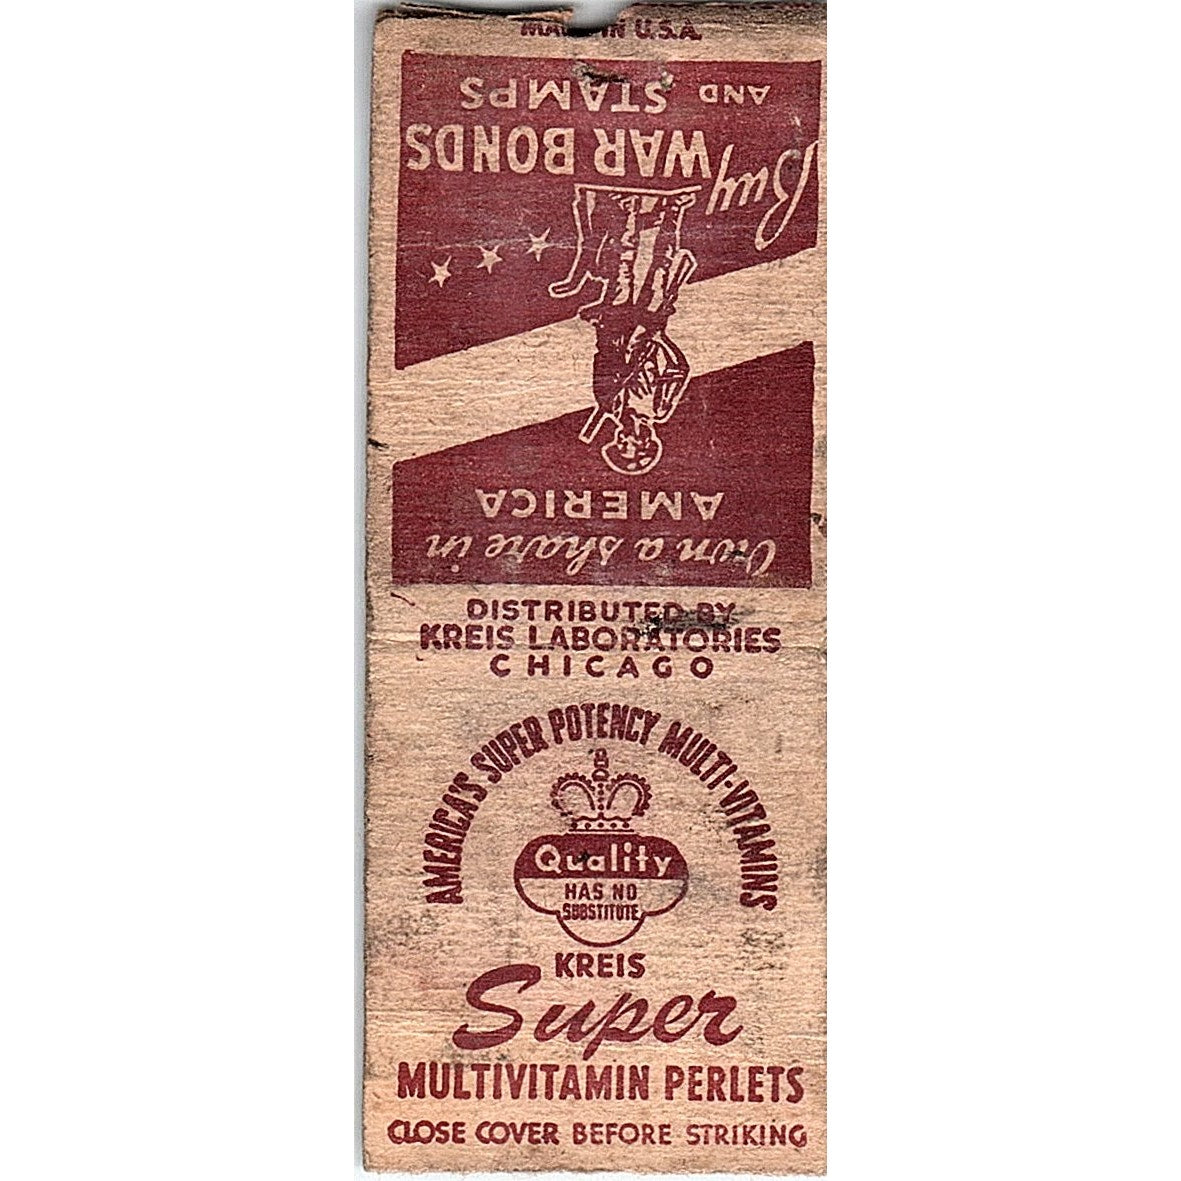 MADE IN U.S.A.
Buy WAR BONDS
AND STAMPS
Own a share in
AMERICA
DISTRIBUTED BY
KREIS LABORATORIES
CHICAGO
AMERICA'S SUPER POTENCY MULTI-VITAMINS
Quality
HAS NO
SUBSTITUTE
KREIS
Super
MULTIVITAMIN PERLETS
CLOSE COVER BEFORE STRIKING